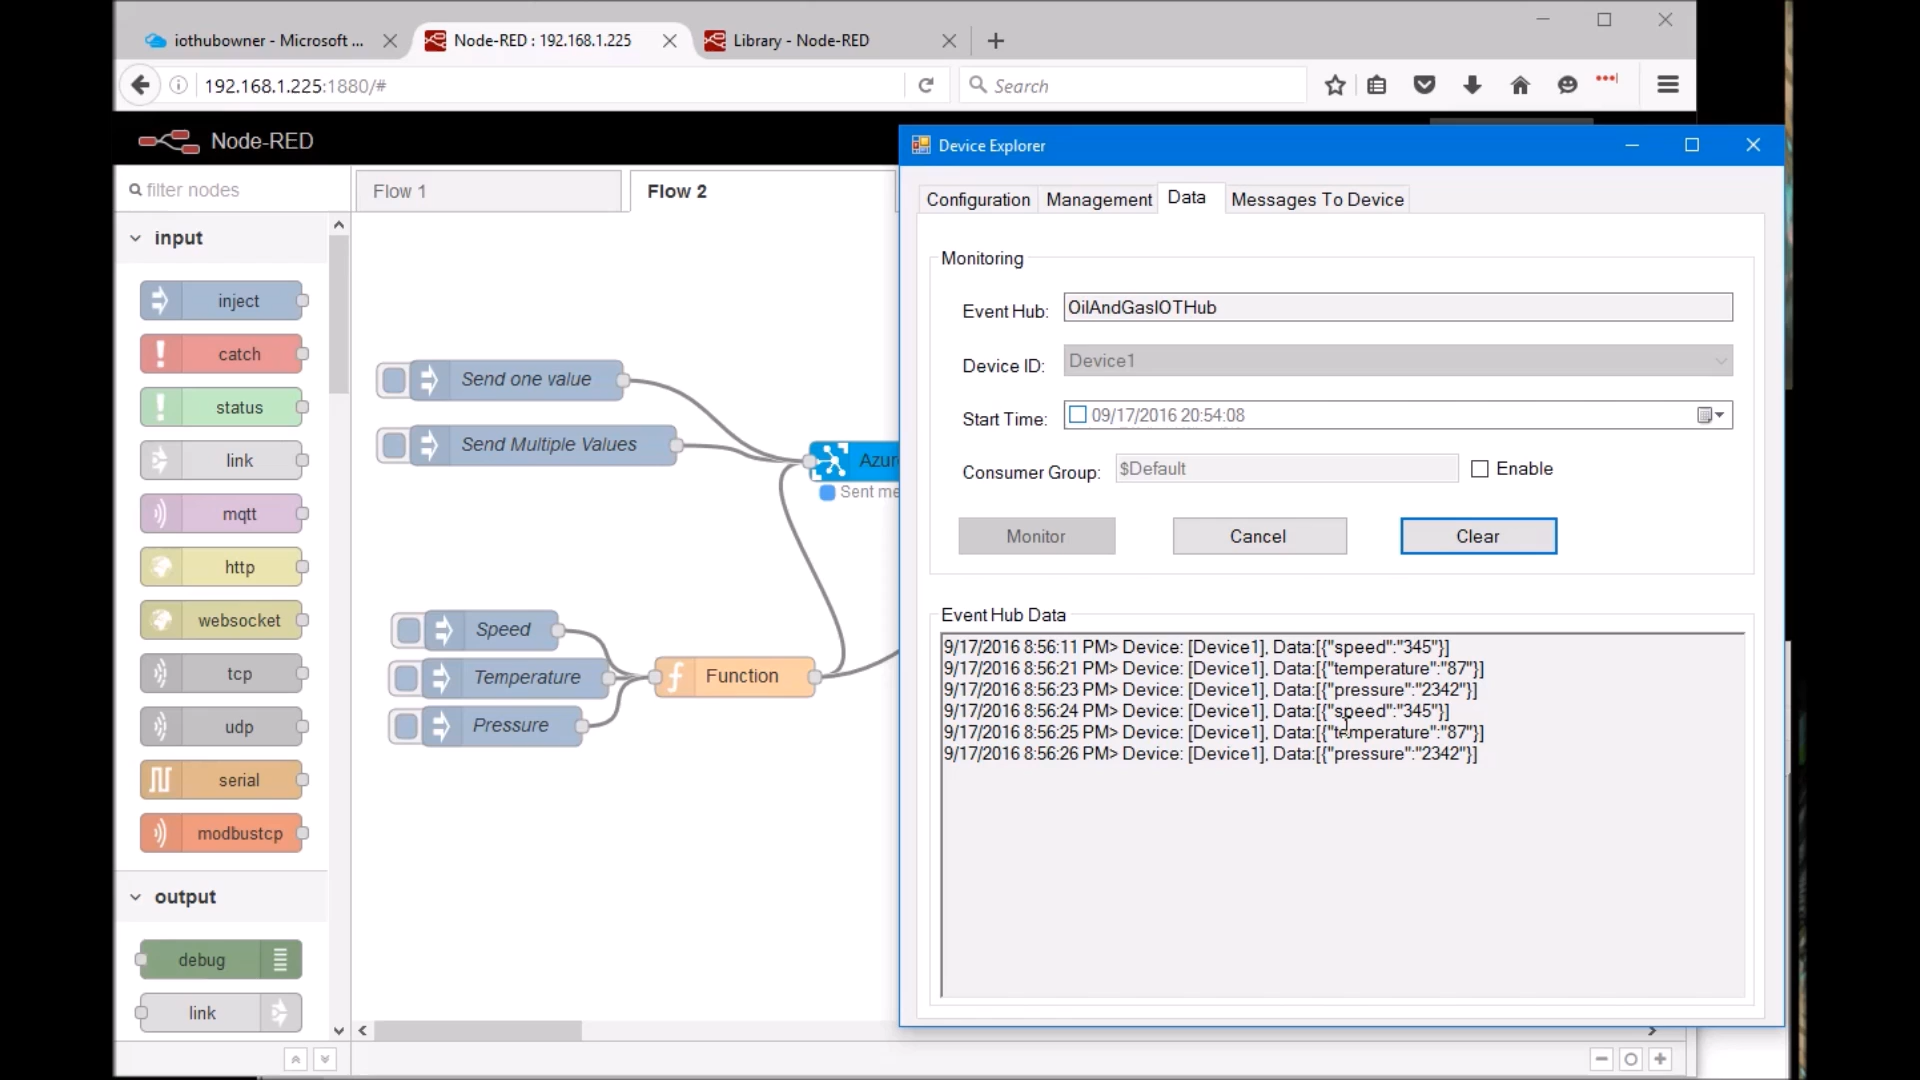 iothubowner - Microsoft ...
Node-RED : 192.168.1.225
Library - Node-RED
192.168.1.225:1880/#
Search
Node-RED
filter nodes
Flow 1
Flow 2
input
inject
catch
status
link
mqtt
http
websocket
tcp
udp
serial
modbustcp
output
debug
link
Send one value
Send Multiple Values
Azur
Sent me
Speed
Temperature
Pressure
Function
Device Explorer
Configuration
Management
Data
Messages To Device
Monitoring
Event Hub:
OilAndGasIOTHub
Device ID:
Device1
Start Time:
09/17/2016 20:54:08
Consumer Group:
$Default
Enable
Monitor
Cancel
Clear
Event Hub Data
9/17/2016 8:56:11 PM> Device: [Device1], Data:[{"speed":"345"}]
9/17/2016 8:56:21 PM> Device: [Device1], Data:[{"temperature":"87"}]
9/17/2016 8:56:23 PM> Device: [Device1], Data:[{"pressure":"2342"}]
9/17/2016 8:56:24 PM> Device: [Device1], Data:[{"speed":"345"}]
9/17/2016 8:56:25 PM> Device: [Device1], Data:[{"temperature":"87"}]
9/17/2016 8:56:26 PM> Device: [Device1], Data:[{"pressure":"2342"}]